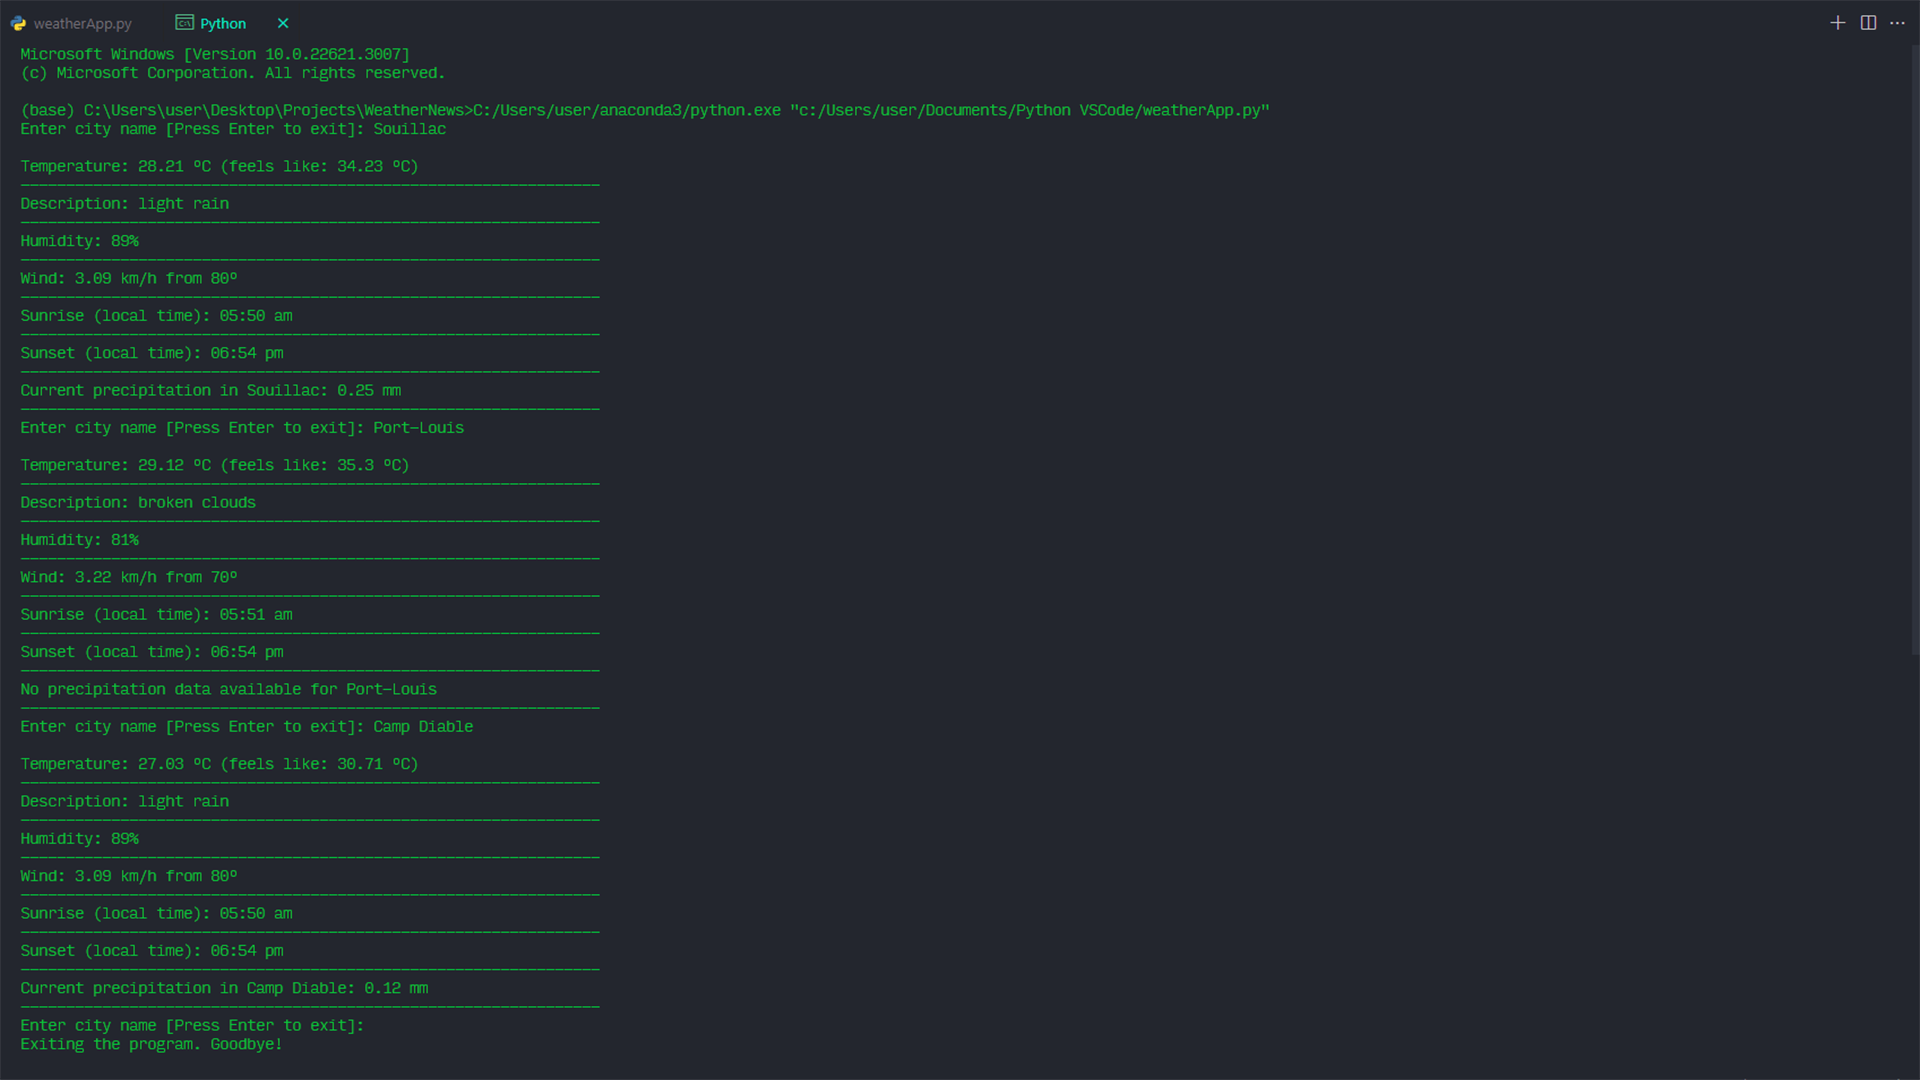 weatherApp.py Python
Microsoft Windows [Version 10.0.22621.3007]
(c) Microsoft Corporation. All rights reserved.
(base) C:\Users\user\Desktop\Projects\WeatherNews>C:/Users/user/anaconda3/python.exe "c:/Users/user/Documents/Python VSCode/weatherApp.py"
Enter city name [Press Enter to exit]: Souillac
Temperature: 28.21 ºC (feels like: 34.23 ºC)
Description: light rain
Humidity: 89%
Wind: 3.09 km/h from 80º
Sunrise (local time): 05:50 am
Sunset (local time): 06:54 pm
Current precipitation in Souillac: 0.25 mm
Enter city name [Press Enter to exit]: Port-Louis
Temperature: 29.12 ºC (feels like: 35.3 ºC)
Description: broken clouds
Humidity: 81%
Wind: 3.22 km/h from 70º
Sunrise (local time): 05:51 am
Sunset (local time): 06:54 pm
No precipitation data available for Port-Louis
Enter city name [Press Enter to exit]: Camp Diable
Temperature: 27.03 ºC (feels like: 30.71 ºC)
Description: light rain
Humidity: 89%
Wind: 3.09 km/h from 80º
Sunrise (local time): 05:50 am
Sunset (local time): 06:54 pm
Current precipitation in Camp Diable: 0.12 mm
Enter city name [Press Enter to exit]:
Exiting the program. Goodbye!